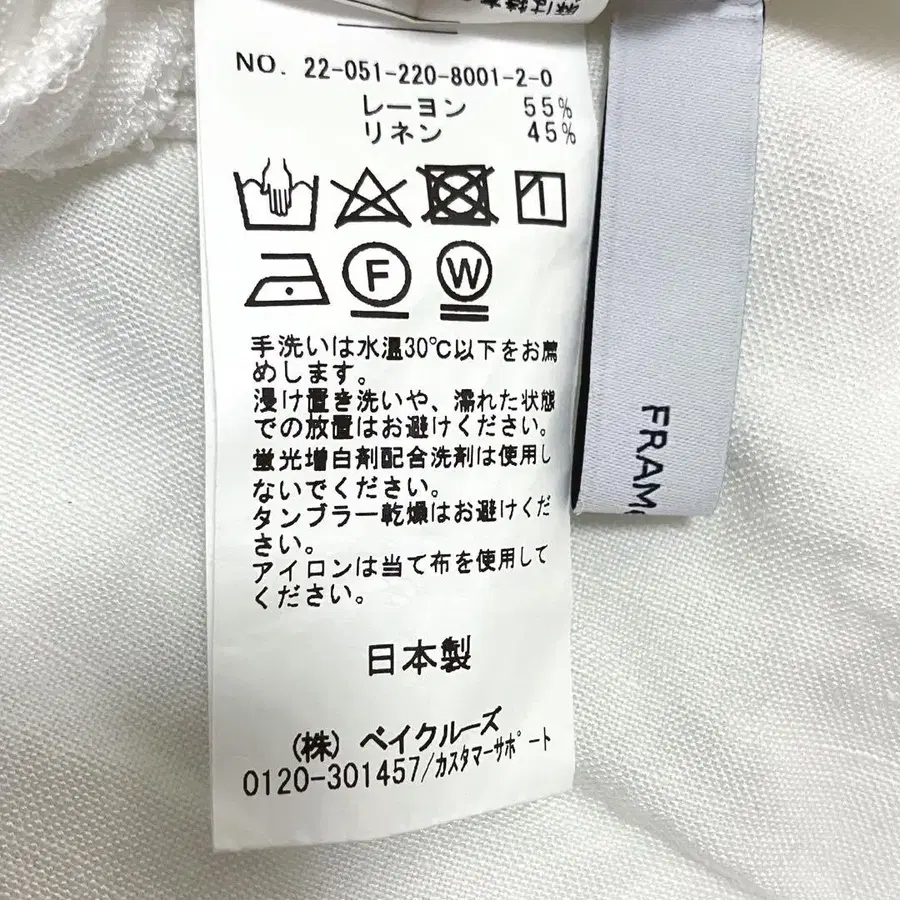 NO. 22-051-220-8001-2-0
レーヨン 55%
リネン 45%
F
W
手洗いは水温30℃以下をお薦
めします。
浸け置き洗いや、濡れた状態
での放置はお避けください。
蛍光増白剤配合洗剤は使用し
ないでください。
タンブラー乾燥はお避けくだ
さい。
アイロンは当て布を使用して
ください。
日本製
(株) ベイクルーズ
0120-301457/カスタマーサポート